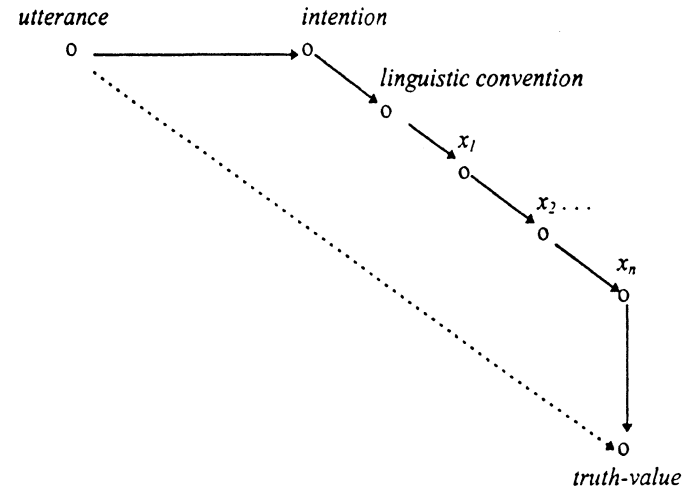 utterance
intention
linguistic convention
x₁
x₂ . . .
xₙ
truth-value